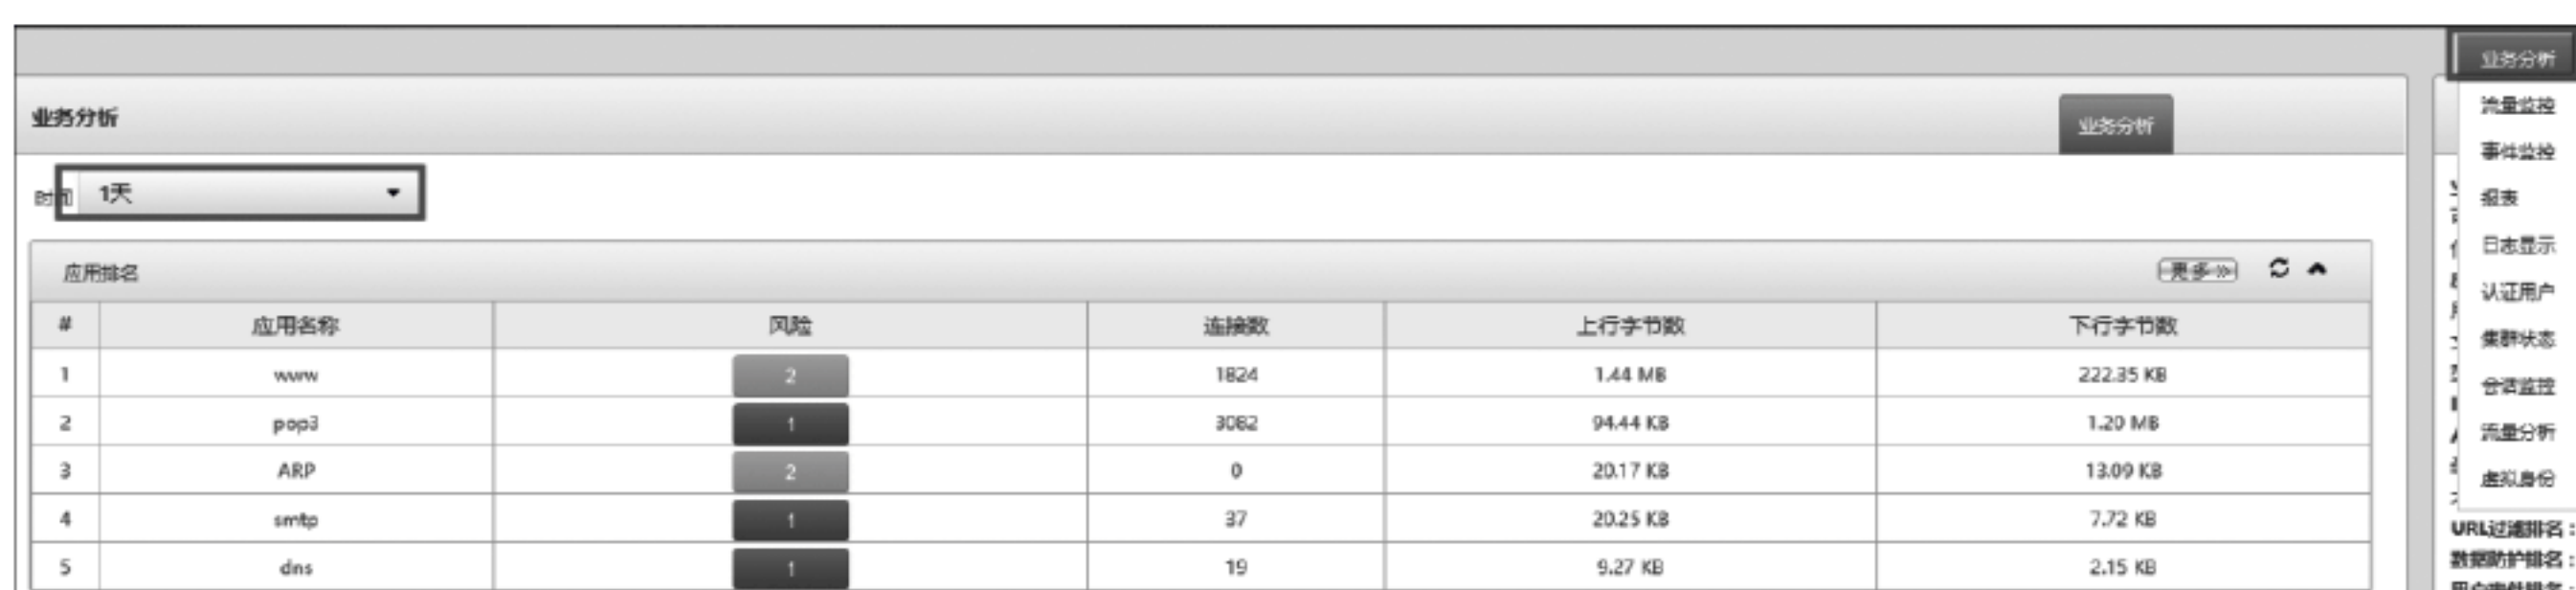 业务分析
业务分析
业务分析
时间 1天
应用排名 更多
# 应用名称 风险 连接数 上行字节数 下行字节数
1 www 2 1824 1.44 MB 222.35 KB
2 pop3 1 3082 94.44 KB 1.20 MB
3 ARP 2 0 20.17 KB 13.09 KB
4 smtp 1 37 20.25 KB 7.72 KB
5 dns 1 19 9.27 KB 2.15 KB
流量监控
事件监控
报表
日志显示
认证用户
集群状态
会话监控
流量分析
虚拟身份
URL过滤排名：
数据防护排名：